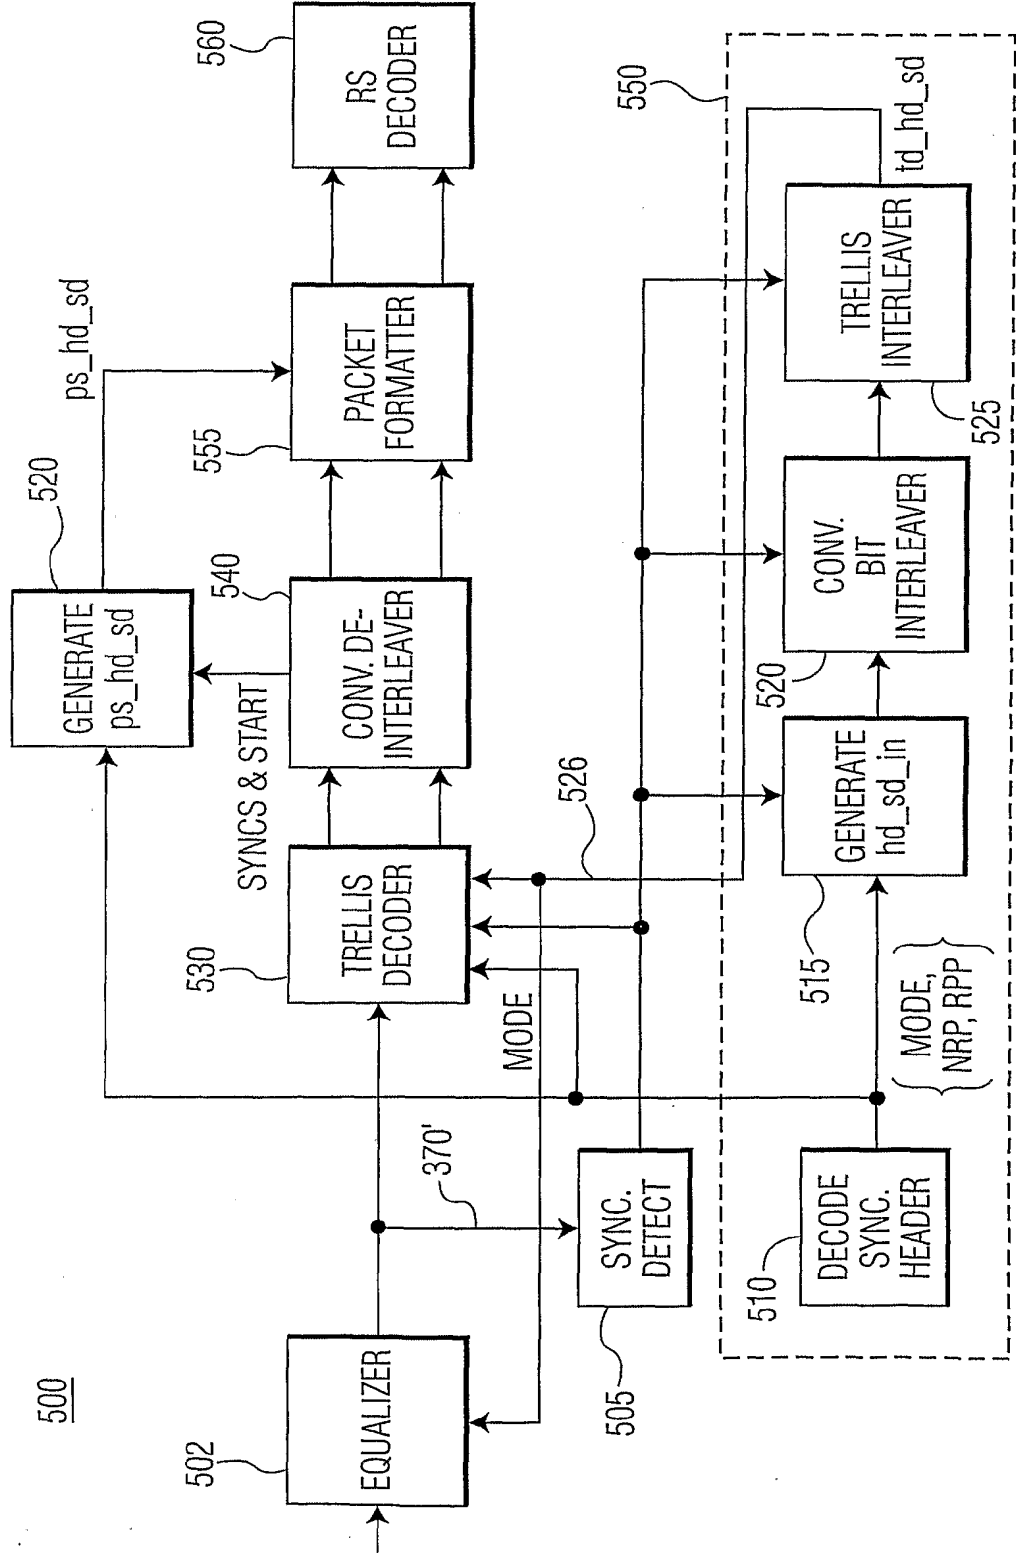 500
520
GENERATE
ps_hd_sd
ps_hd_sd
SYNCS & START
502
EQUALIZER
530
TRELLIS
DECODER
540
CONV. DE-
INTERLEAVER
555
PACKET
FORMATTER
560
RS
DECODER
370'
MODE
526
505
SYNC.
DETECT
550
510
DECODE
SYNC.
HEADER
MODE,
NRP, RPP
515
GENERATE
hd_sd_in
520
CONV.
BIT
INTERLEAVER
525
TRELLIS
INTERLEAVER
td_hd_sd